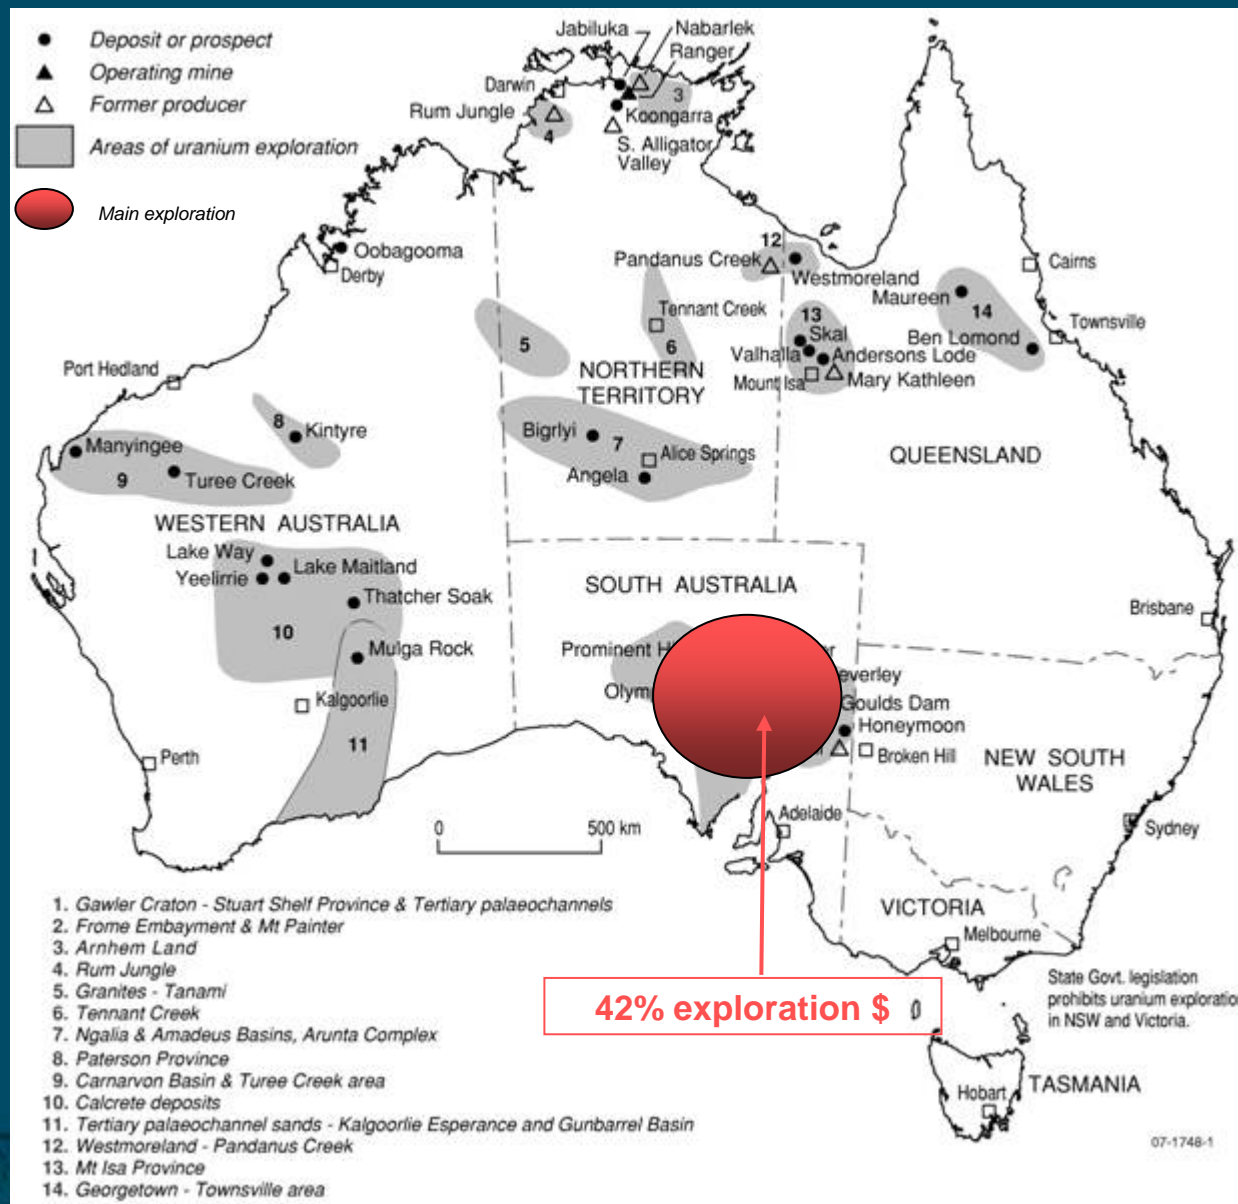 Deposit or prospect
Operating mine
Former producer
Areas of uranium exploration
Main exploration
Jabiluka
Nabarlek
Ranger
Darwin
Rum Jungle
3
4
Koongarra
S. Alligator
Valley
Oobagooma
Derby
12
Pandanus Creek
Westmoreland
Cairns
Maureen
14
Townsville
Ben Lomond
Tennant Creek
6
5
13
Skal
Valhalla
Andersons Lode
Mount Isa
Mary Kathleen
NORTHERN
TERRITORY
Port Hedland
8
Kintyre
Manyingee
9
Turee Creek
Bigrlyi
7
Alice Springs
Angela
QUEENSLAND
WESTERN AUSTRALIA
Lake Way
Yeelirrie
Lake Maitland
Thatcher Soak
10
Mulga Rock
Kalgoorlie
11
Perth
SOUTH AUSTRALIA
Prominent H
er
Olym
everley
Goulds Dam
Honeymoon
Broken Hill
Brisbane
NEW SOUTH
WALES
Sydney
Adelaide
0
500 km
VICTORIA
Melbourne
42% exploration $
State Govt. legislation
prohibits uranium exploratio
in NSW and Victoria.
TASMANIA
Hobart
07-1748-1
1. Gawler Craton - Stuart Shelf Province & Tertiary palaeochannels
2. Frome Embayment & Mt Painter
3. Arnhem Land
4. Rum Jungle
5. Granites - Tanami
6. Tennant Creek
7. Ngalia & Amadeus Basins, Arunta Complex
8. Paterson Province
9. Carnarvon Basin & Turee Creek area
10. Calcrete deposits
11. Tertiary palaeochannel sands - Kalgoorlie Esperance and Gunbarrel Basin
12. Westmoreland - Pandanus Creek
13. Mt Isa Province
14. Georgetown - Townsville area